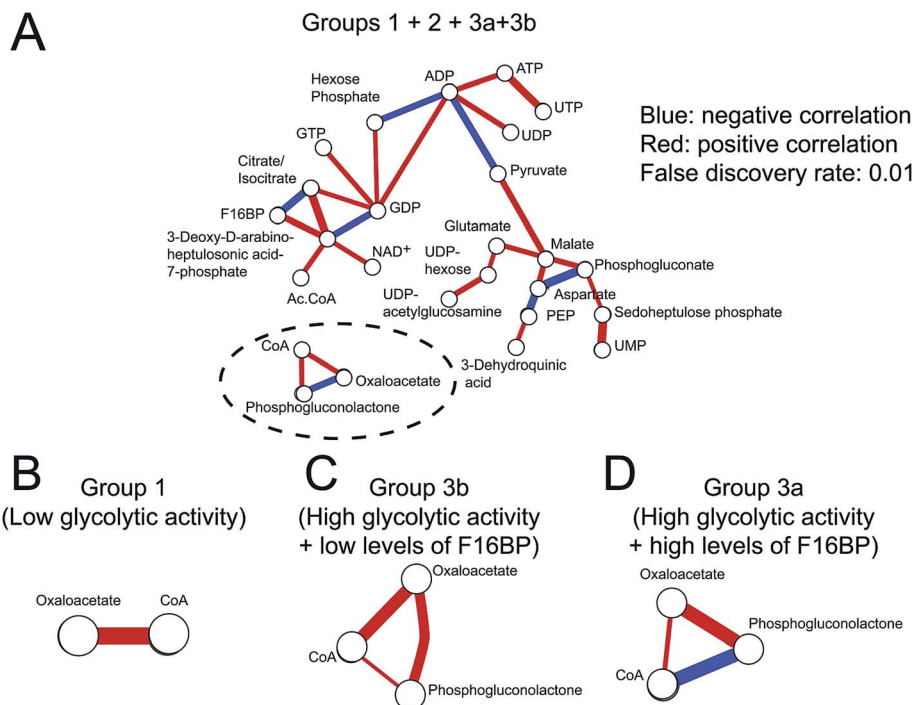 A
Groups 1 + 2 + 3a+3b
Hexose
Phosphate
ADP
ATP
UTP
UDP
GTP
Pyruvate
Citrate/
Isocitrate
F16BP
GDP
3-Deoxy-D-arabino-
heptulosonic acid-
7-phosphate
NAD+
Ac.CoA
Blue: negative correlation
Red: positive correlation
False discovery rate: 0.01
Glutamate
Malate
UDP-
hexose
Phosphogluconate
UDP-
acetylglucosamine
Aspartate
PEP
Sedoheptulose phosphate
UMP
3-Dehydroquinic
acid
CoA
Oxaloacetate
Phosphogluconolactone
B
Group 1
(Low glycolytic activity)
Oxaloacetate
CoA
C
Group 3b
(High glycolytic activity
+ low levels of F16BP)
Oxaloacetate
CoA
Phosphogluconolactone
D
Group 3a
(High glycolytic activity
+ high levels of F16BP)
Oxaloacetate
Phosphogluconolactone
CoA